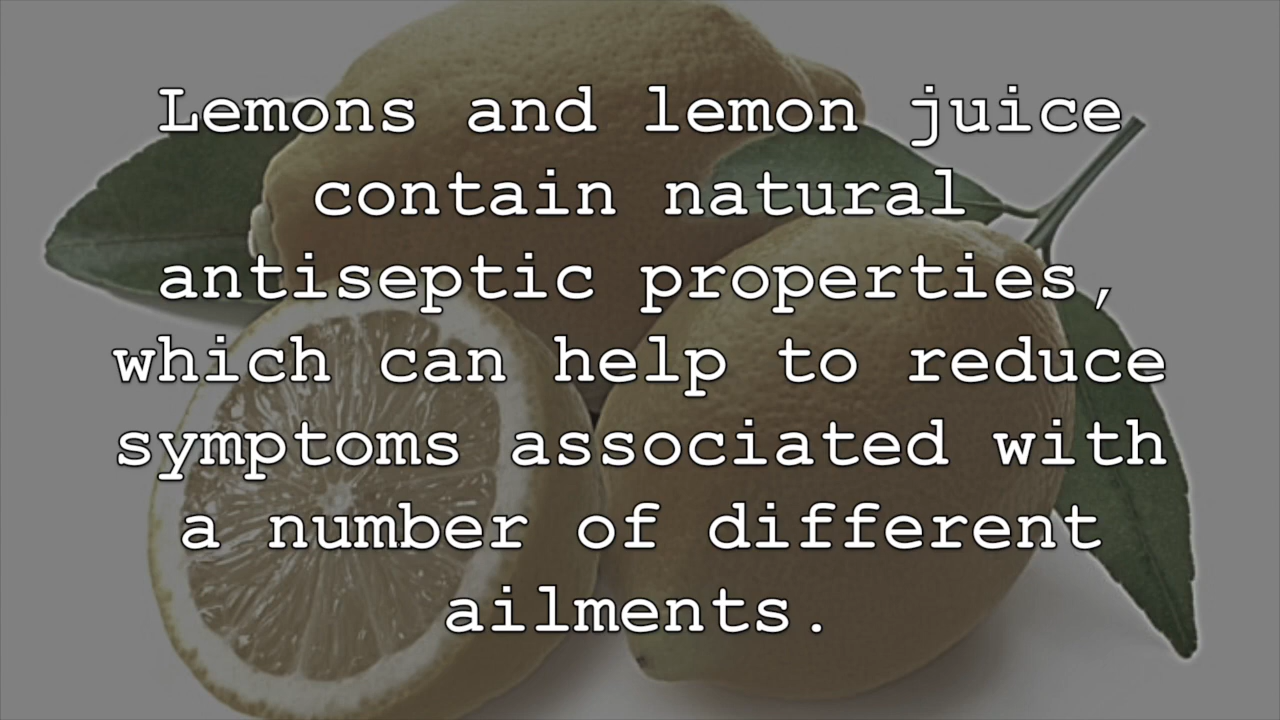 Lemons and lemon juice
contain natural
antiseptic properties,
which can help to reduce
symptoms associated with
a number of different
ailments.